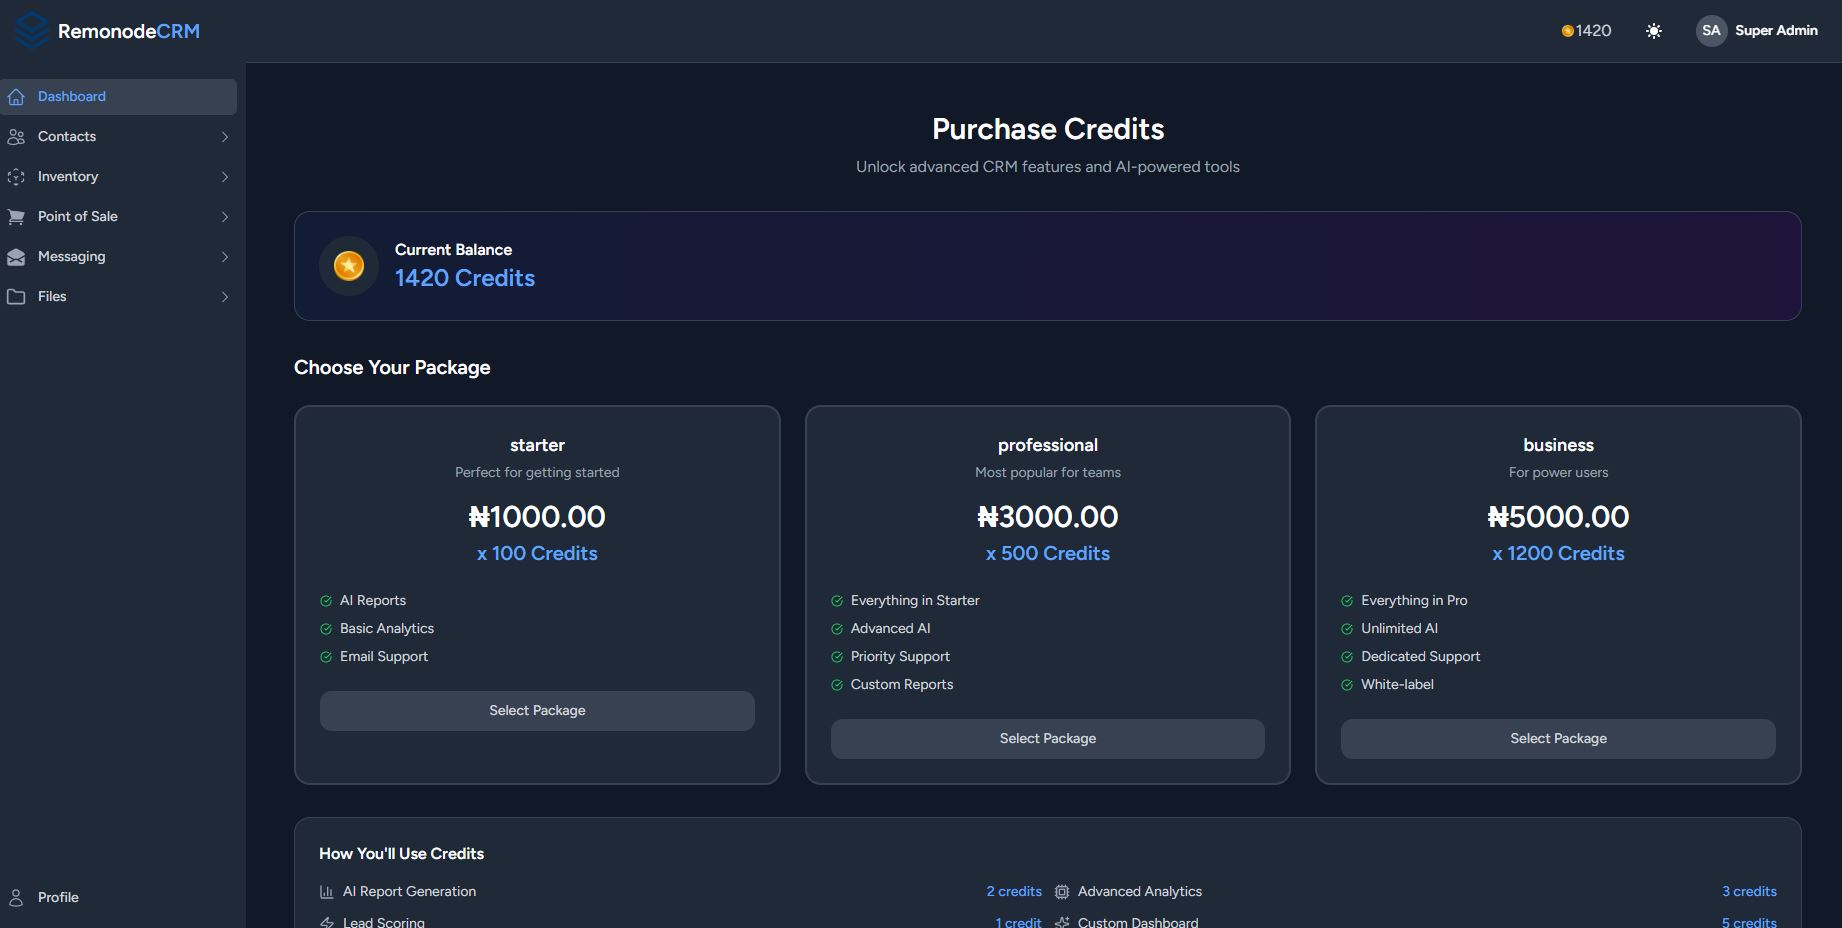 RemonodeCRM
1420
SA
Super Admin
Dashboard
Contacts
Inventory
Point of Sale
Messaging
Files
Profile
Purchase Credits
Unlock advanced CRM features and AI-powered tools
Current Balance
1420 Credits
Choose Your Package
starter
Perfect for getting started
₦1000.00
x 100 Credits
AI Reports
Basic Analytics
Email Support
Select Package
professional
Most popular for teams
₦3000.00
x 500 Credits
Everything in Starter
Advanced AI
Priority Support
Custom Reports
Select Package
business
For power users
₦5000.00
x 1200 Credits
Everything in Pro
Unlimited AI
Dedicated Support
White-label
Select Package
How You'll Use Credits
AI Report Generation 2 credits
Advanced Analytics 3 credits
Lead Scoring 1 credit
Custom Dashboard 5 credits